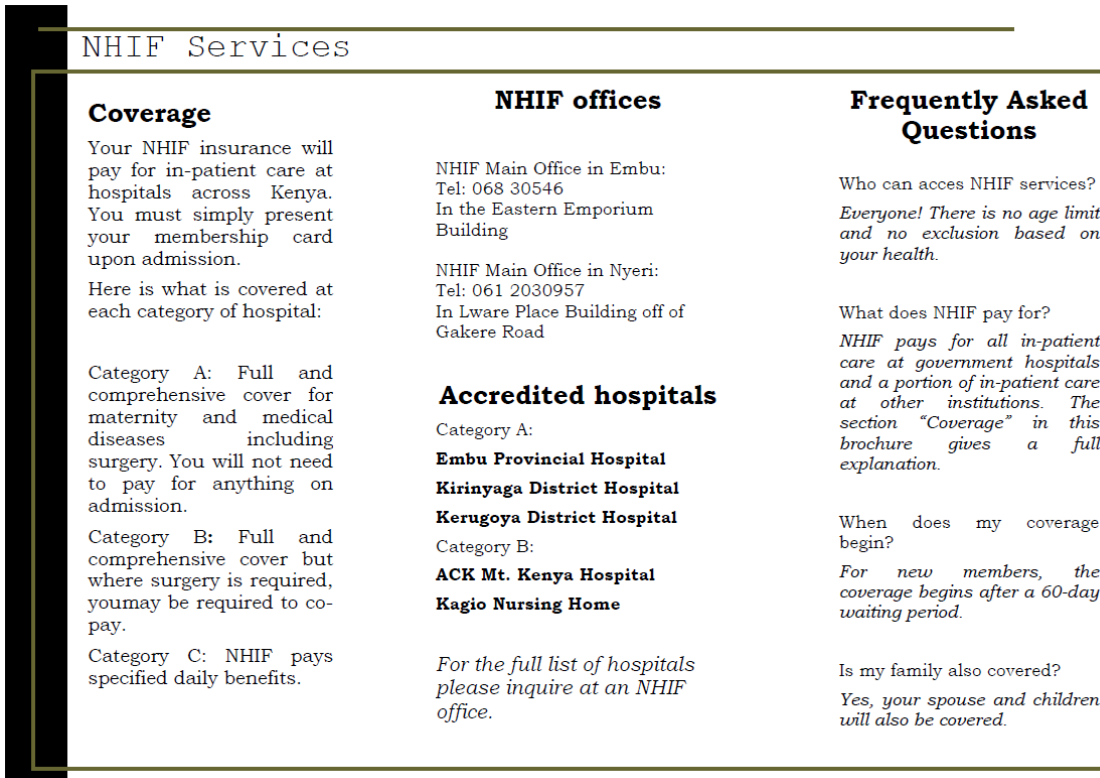 NHIF Services
Coverage
Your NHIF insurance will
pay for in-patient care at
hospitals across Kenya.
You must simply present
your membership card
upon admission.
Here is what is covered at
each category of hospital:
Category A: Full and
comprehensive cover for
maternity and medical
diseases including
surgery. You will not need
to pay for anything on
admission.
Category B: Full and
comprehensive cover but
where surgery is required,
youmay be required to co-
pay.
Category C: NHIF pays
specified daily benefits.
NHIF offices
NHIF Main Office in Embu:
Tel: 068 30546
In the Eastern Emporium
Building
NHIF Main Office in Nyeri:
Tel: 061 2030957
In Lware Place Building off of
Gakere Road
Accredited hospitals
Category A:
Embu Provincial Hospital
Kirinyaga District Hospital
Kerugoya District Hospital
Category B:
ACK Mt. Kenya Hospital
Kagio Nursing Home
For the full list of hospitals
please inquire at an NHIF
office.
Frequently Asked
Questions
Who can acces NHIF services?
Everyone! There is no age limit
and no exclusion based on
your health.
What does NHIF pay for?
NHIF pays for all in-patient
care at government hospitals
and a portion of in-patient care
at other institutions. The
section “Coverage” in this
brochure gives a full
explanation.
When does my coverage
begin?
For new members, the
coverage begins after a 60-day
waiting period.
Is my family also covered?
Yes, your spouse and children
will also be covered.